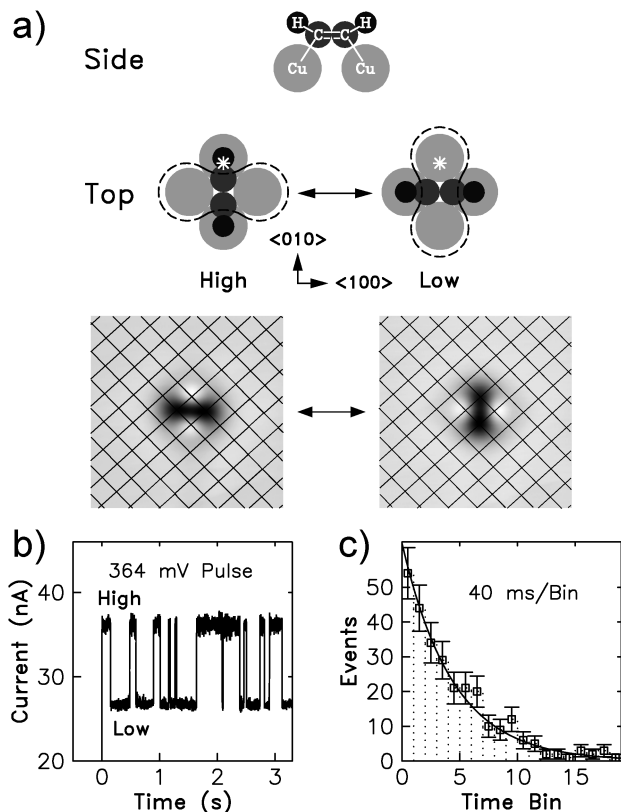 a)
Side
H H
C=C
Cu Cu
Top
* *
<010>
High <100> Low
b)
364 mV Pulse
High
Low
Current (nA)
40
30
20
0 1 2 3
Time (s)
c)
40 ms/Bin
Events
50
40
30
20
10
0
0 5 10 15
Time Bin